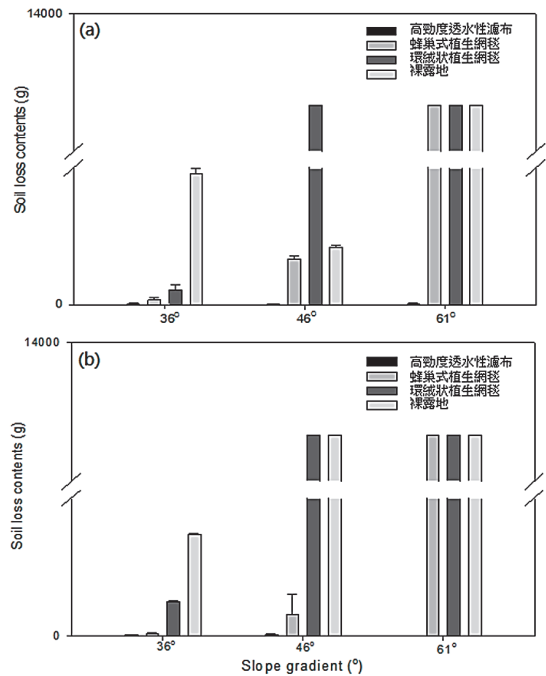 14000
(a)
高勁度透水性濾布
蜂巢式植生網毯
環絨狀植生網毯
裸露地
Soil loss contents (g)
0
36°
46°
61°
14000
(b)
高勁度透水性濾布
蜂巢式植生網毯
環絨狀植生網毯
裸露地
Soil loss contents (g)
0
36°
46°
61°
Slope gradient (°)